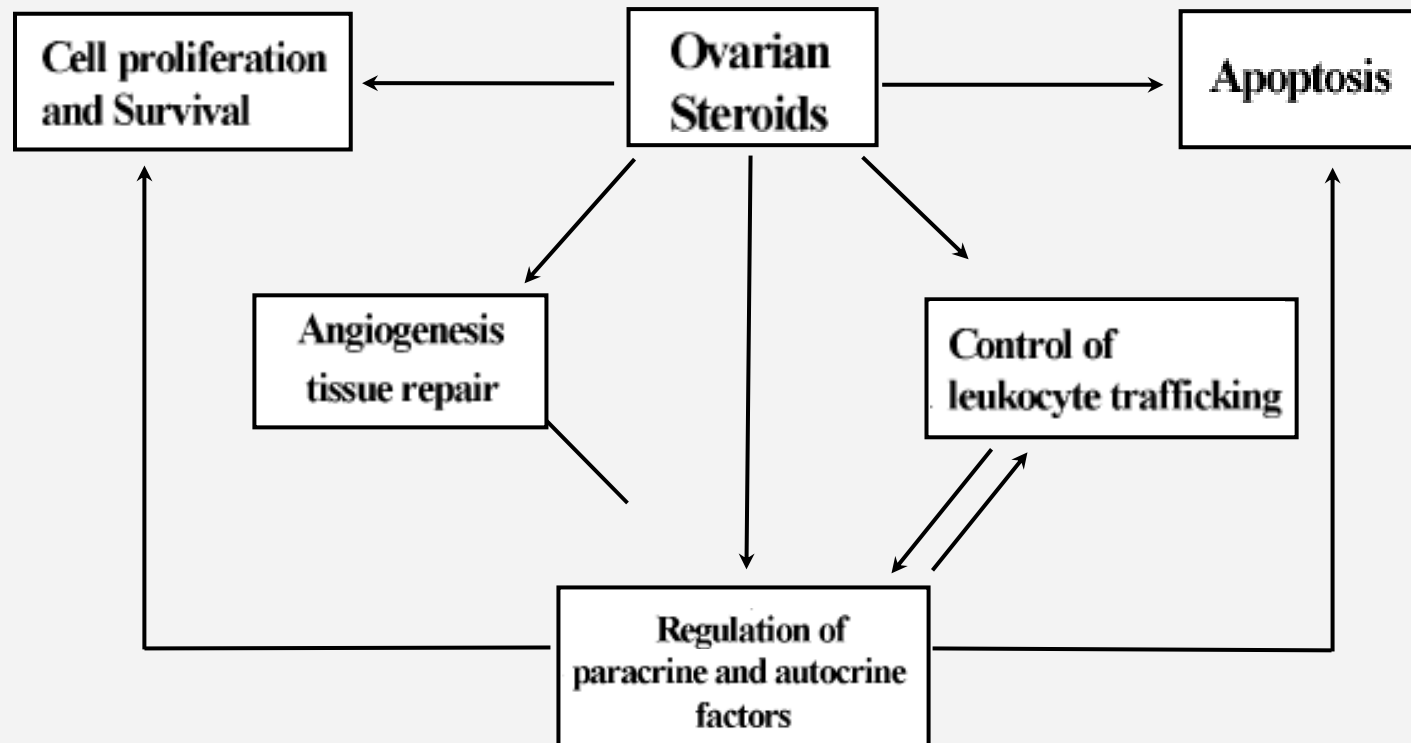 Cell proliferation
and Survival
Ovarian
Steroids
Apoptosis
Angiogenesis
tissue repair
Control of
leukocyte trafficking
Regulation of
paracrine and autocrine
factors